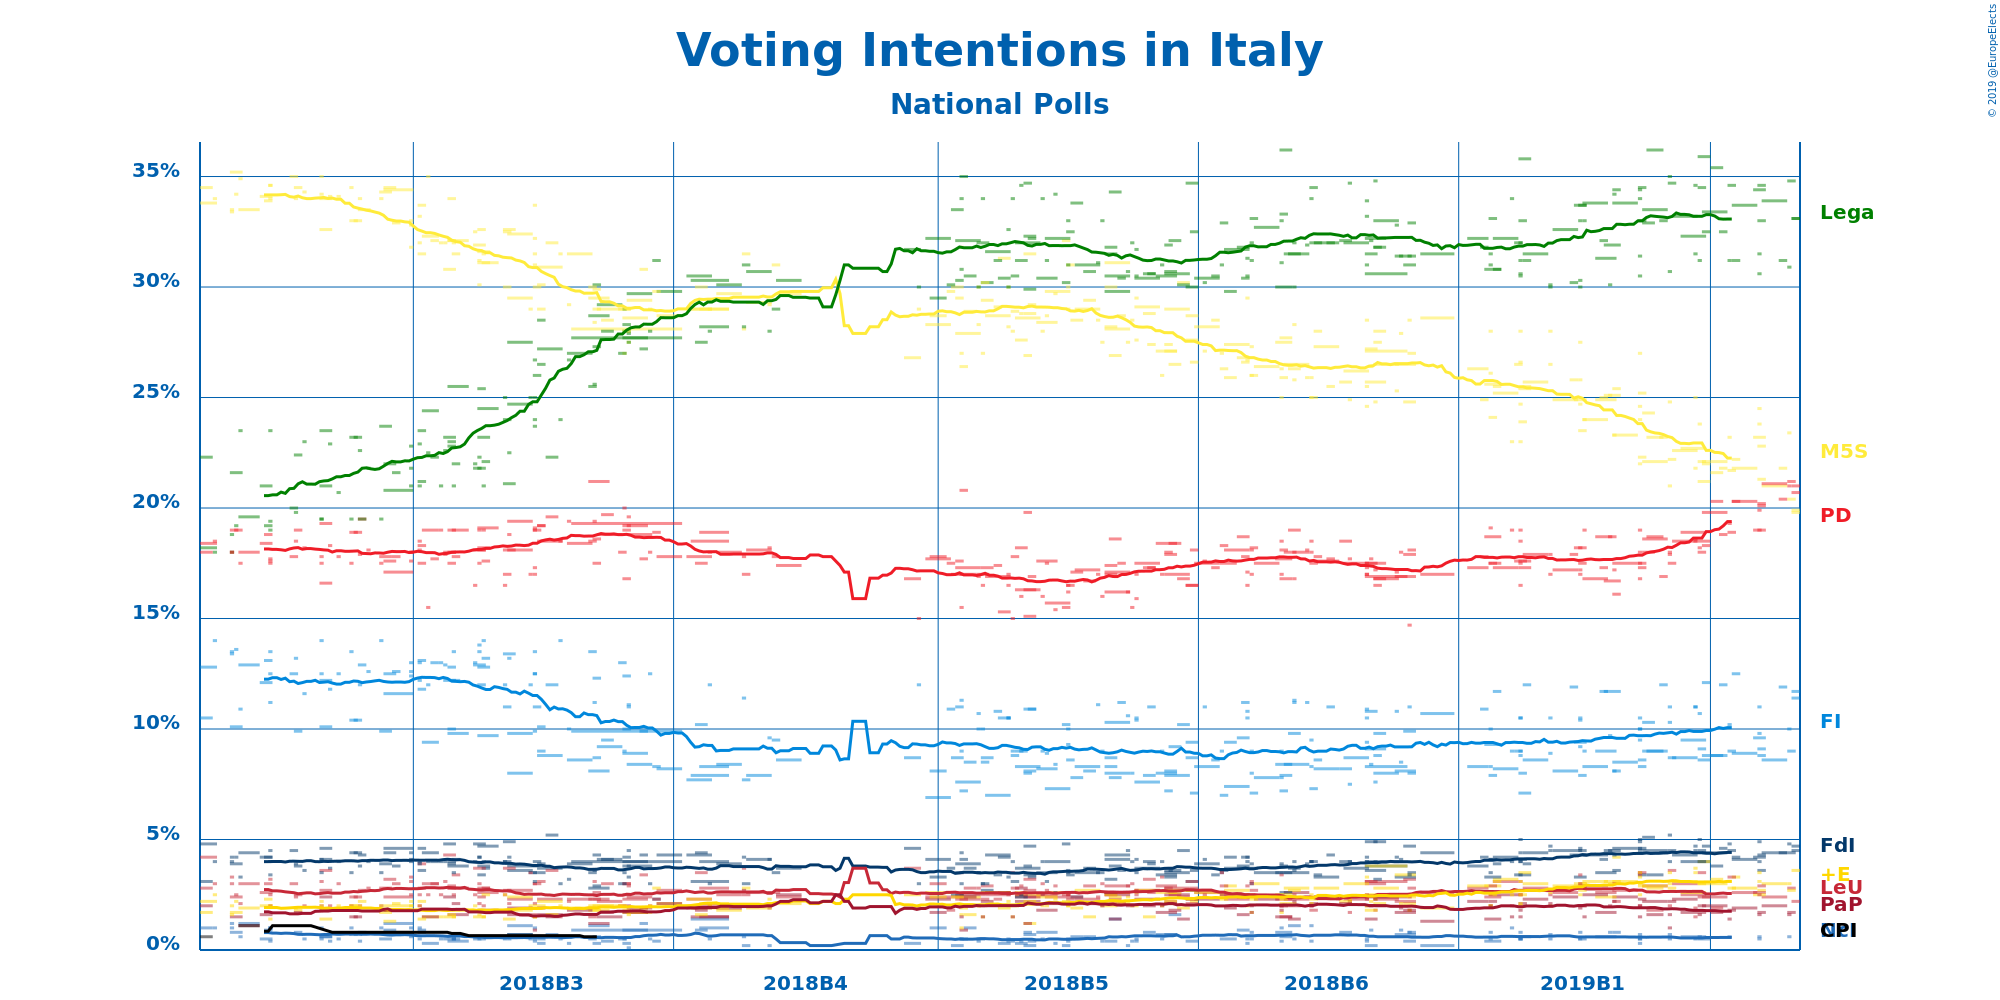 Voting Intentions in Italy
National Polls
© 2019 @EuropeElects
35%
30%
25%
20%
15%
10%
5%
0%
Lega
M5S
PD
FI
FdI
+E
LeU
PaP
CPI
2018B3
2018B4
2018B5
2018B6
2019B1